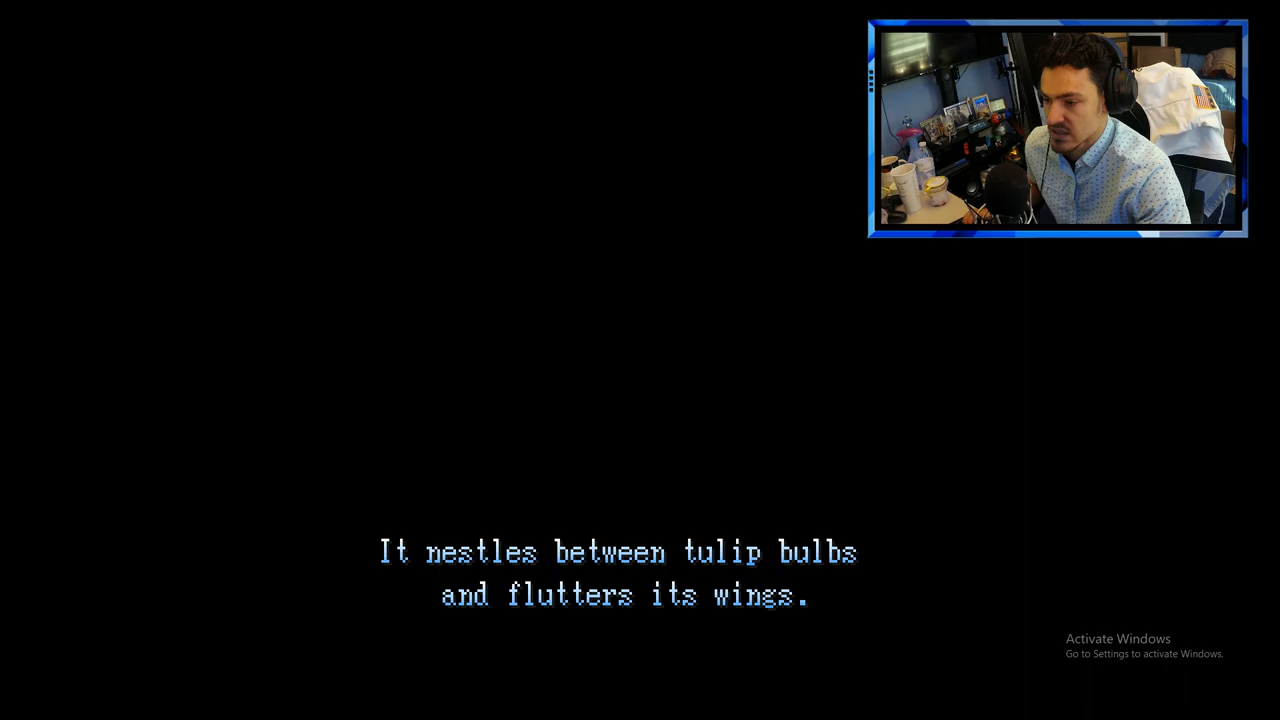 It nestles between tulip bulbs
and flutters its wings.
Activate Windows
Go to Settings to activate Windows.